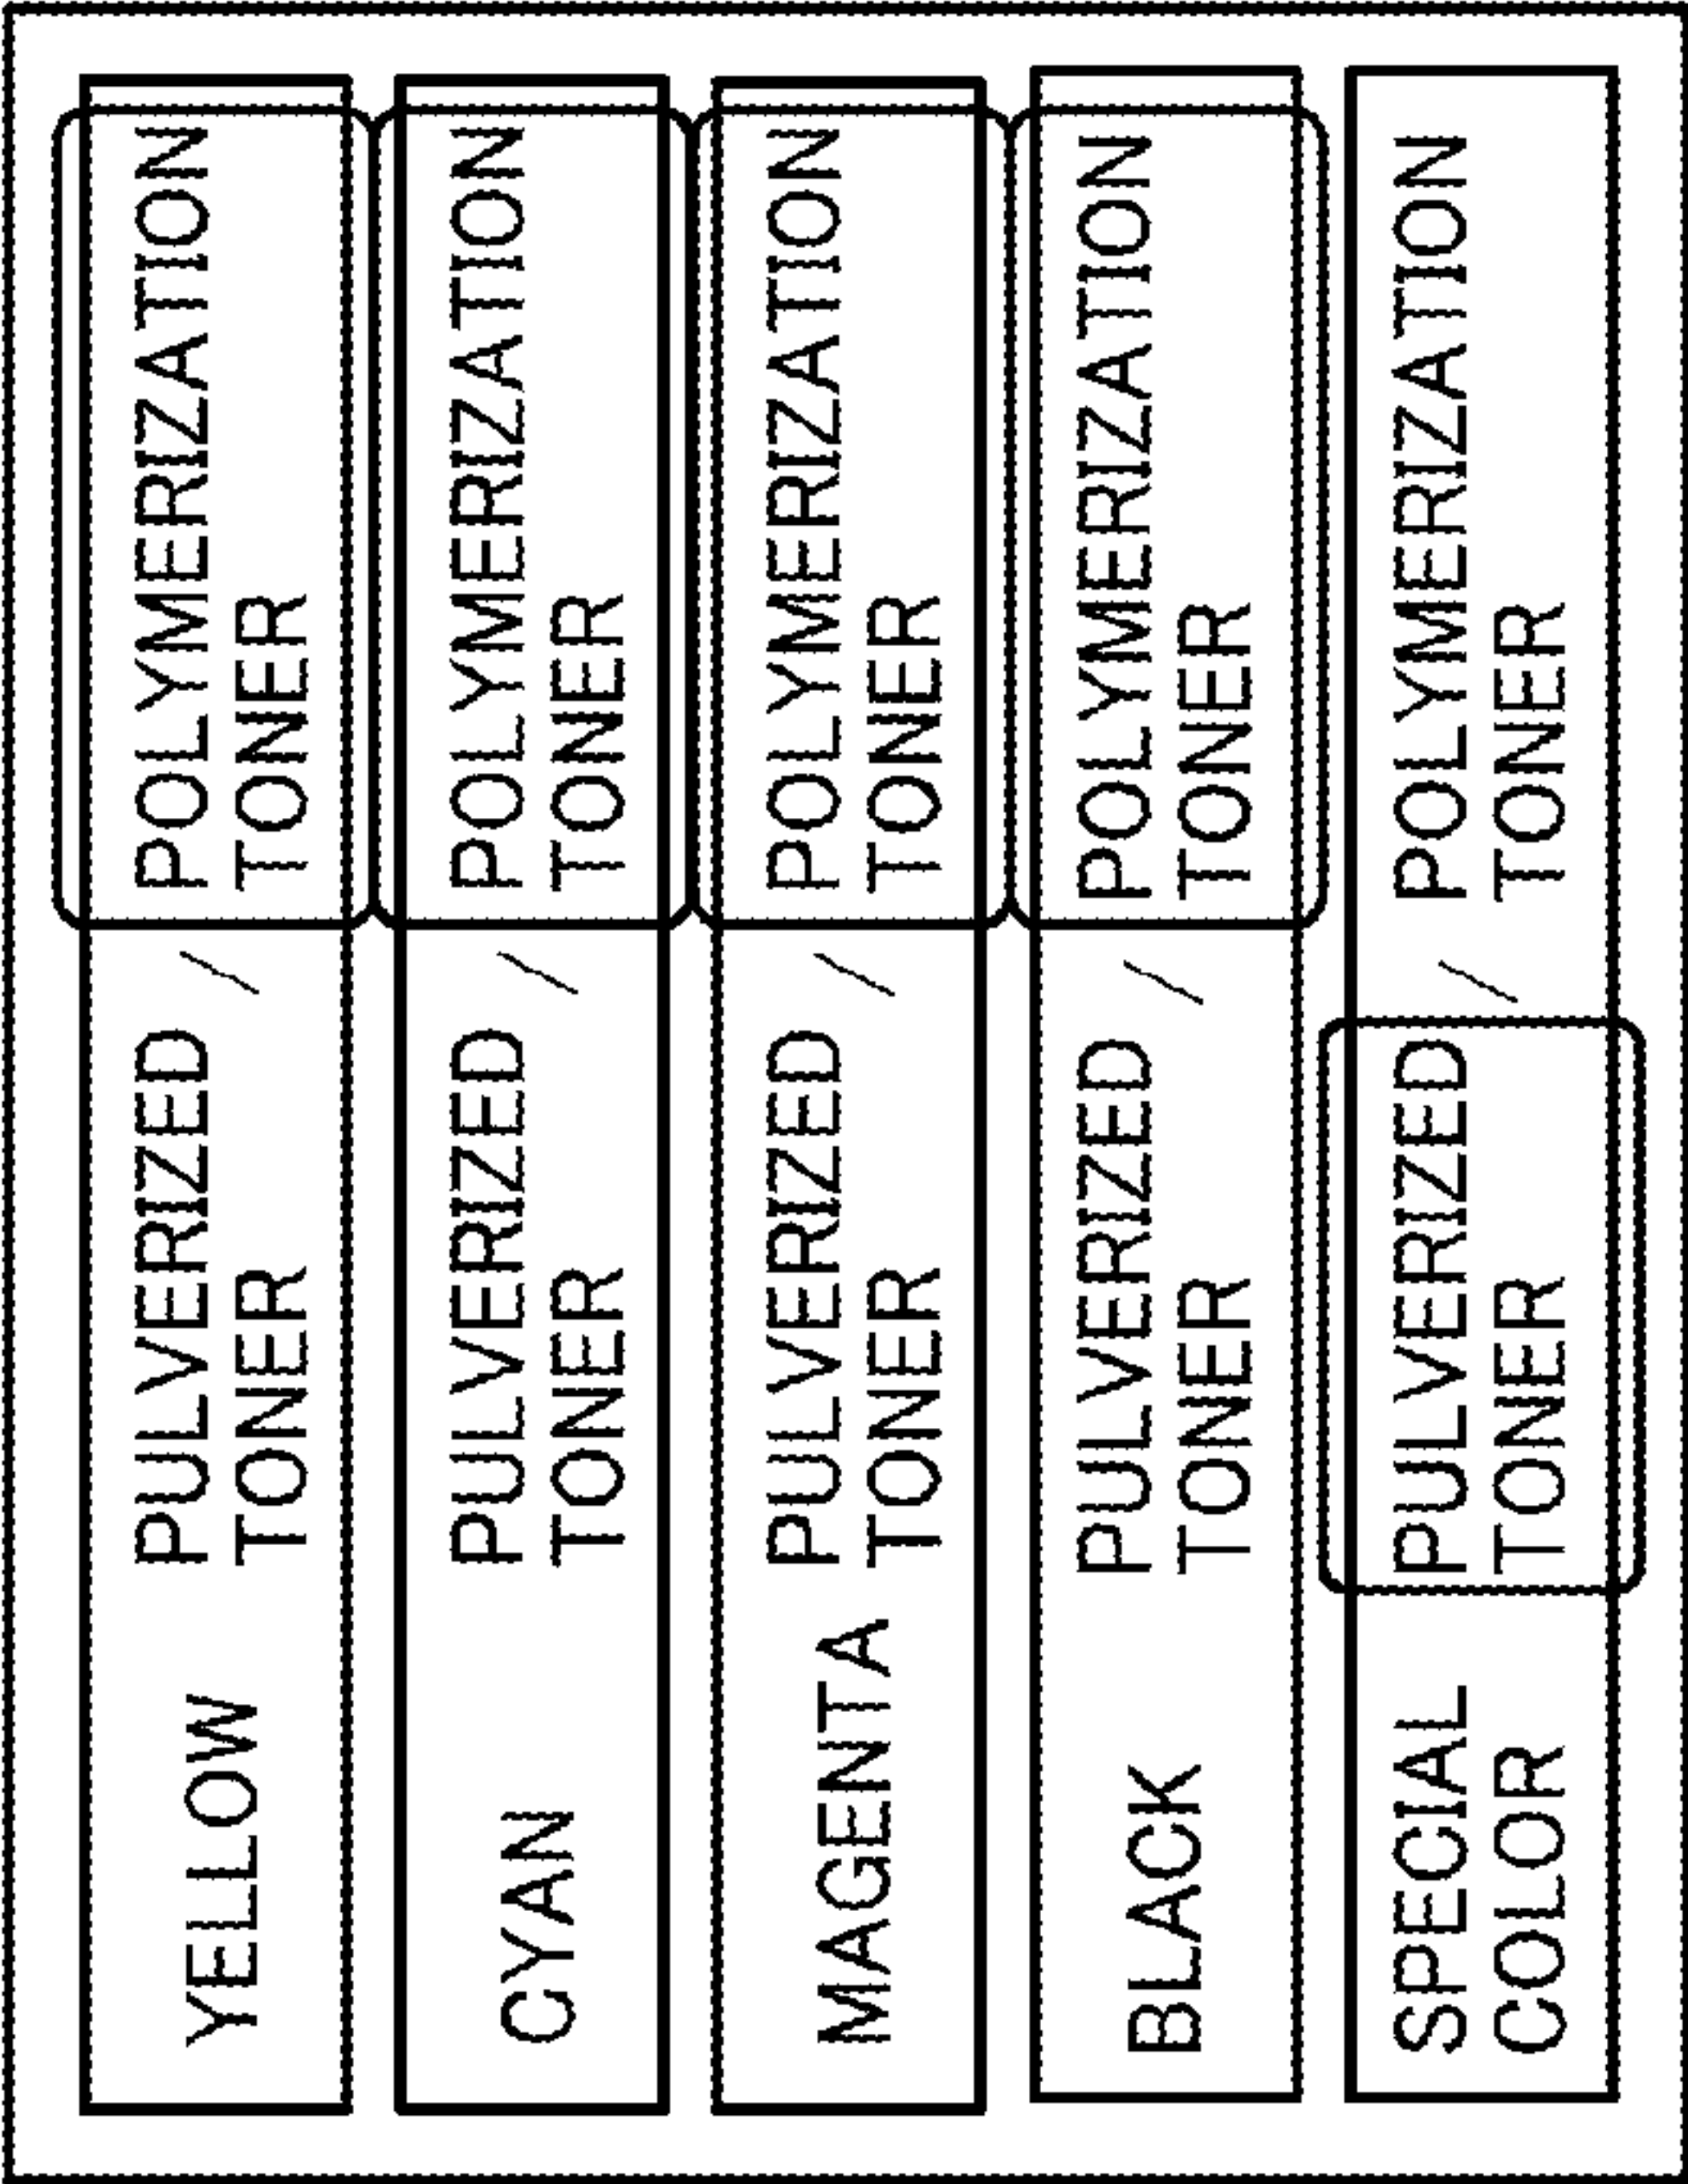 YELLOW PULVERIZED TONER / POLYMERIZATION TONER
CYAN PULVERIZED TONER / POLYMERIZATION TONER
MAGENTA PULVERIZED TONER / POLYMERIZATION TONER
BLACK PULVERIZED TONER / POLYMERIZATION TONER
SPECIAL COLOR PULVERIZED TONER / POLYMERIZATION TONER